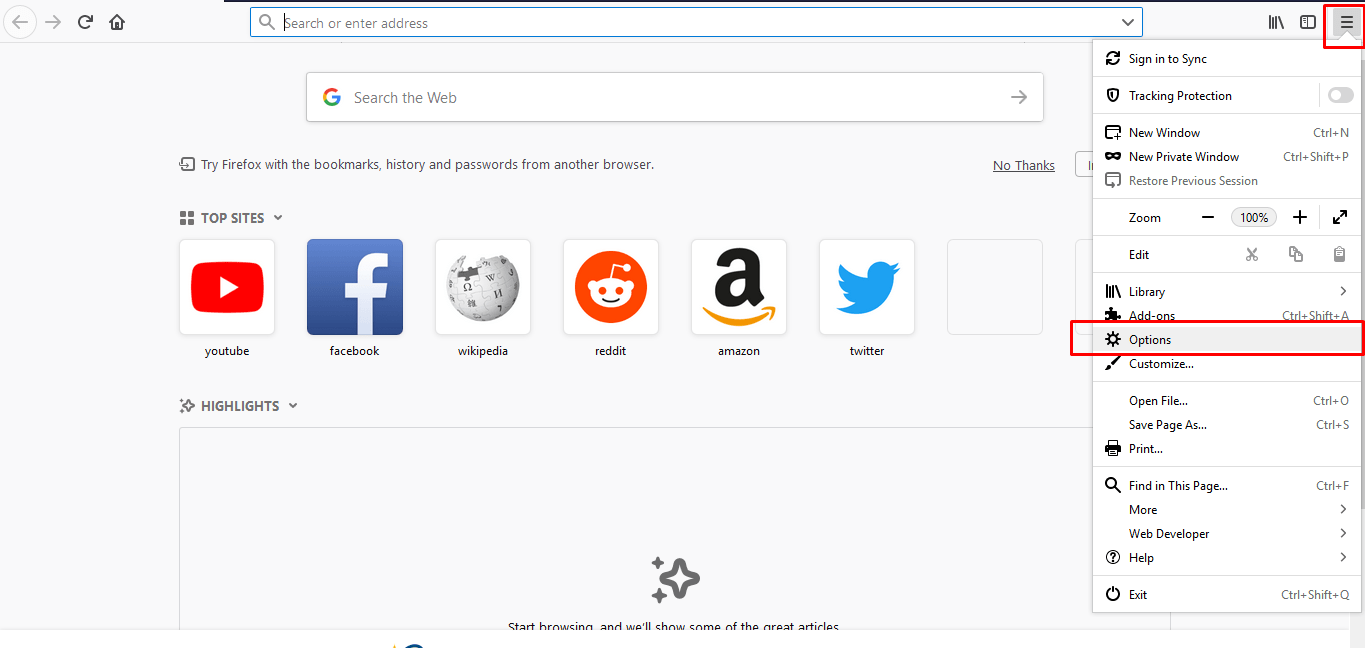 Search or enter address
Sign in to Sync
Search the Web
Tracking Protection
New Window Ctrl+N
New Private Window Ctrl+Shift+P
Try Firefox with the bookmarks, history and passwords from another browser.
No Thanks
Restore Previous Session
TOP SITES
Zoom 100%
Edit
Library
Add-ons Ctrl+Shift+A
Options
youtube facebook wikipedia reddit amazon twitter
Customize...
HIGHLIGHTS
Open File... Ctrl+O
Save Page As... Ctrl+S
Print...
Find in This Page... Ctrl+F
More
Web Developer
Help
Exit Ctrl+Shift+Q
Start browsing, and we'll show some of the great articles,